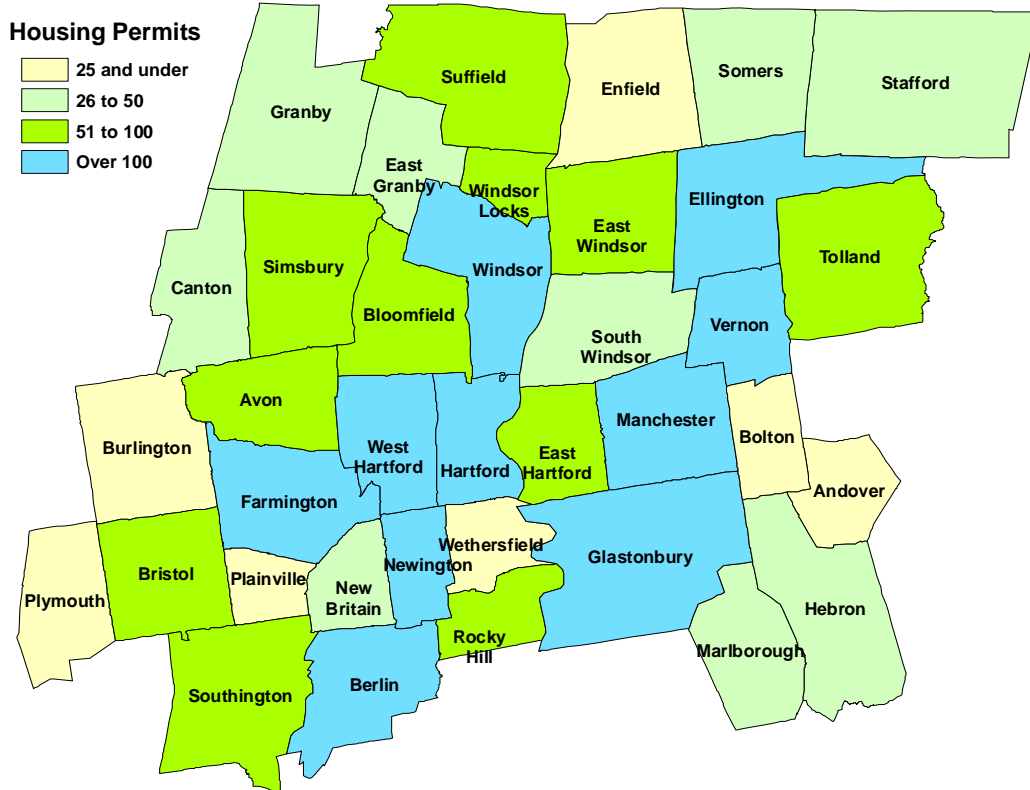 Housing Permits
25 and under
26 to 50
51 to 100
Over 100
Suffield
Enfield
Somers
Stafford
Granby
East
Granby
Windsor
Locks
Ellington
East
Windsor
Tolland
Simsbury
Windsor
Canton
Bloomfield
South
Windsor
Vernon
Avon
Manchester
Burlington
West
Hartford
Hartford
East
Hartford
Bolton
Andover
Farmington
Wethersfield
Glastonbury
Newington
Bristol
Plainville
New
Britain
Plymouth
Hebron
Rocky
Hill
Marlborough
Southington
Berlin